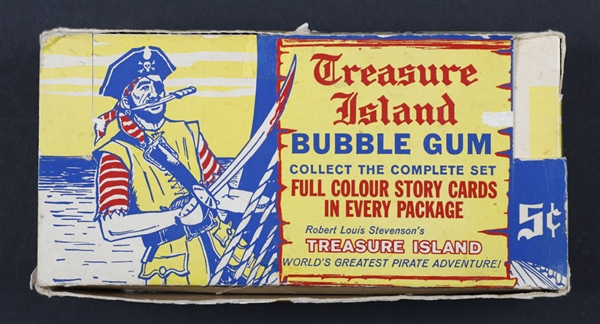 Treasure
Island
BUBBLE GUM
COLLECT THE COMPLETE SET
FULL COLOUR STORY CARDS
IN EVERY PACKAGE
Robert Louis Stevenson's
TREASURE ISLAND
WORLD'S GREATEST PIRATE ADVENTURE!
5¢